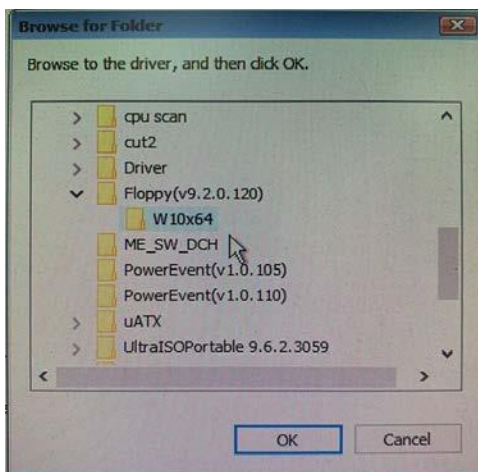 Browse for Folder
Browse to the driver, and then click OK.
cpu scan
cut2
Driver
Floppy(v9.2.0.120)
W10x64
ME_SW_DCH
PowerEvent(v1.0.105)
PowerEvent(v1.0.110)
uATX
UltraISOPortable 9.6.2.3059
OK
Cancel